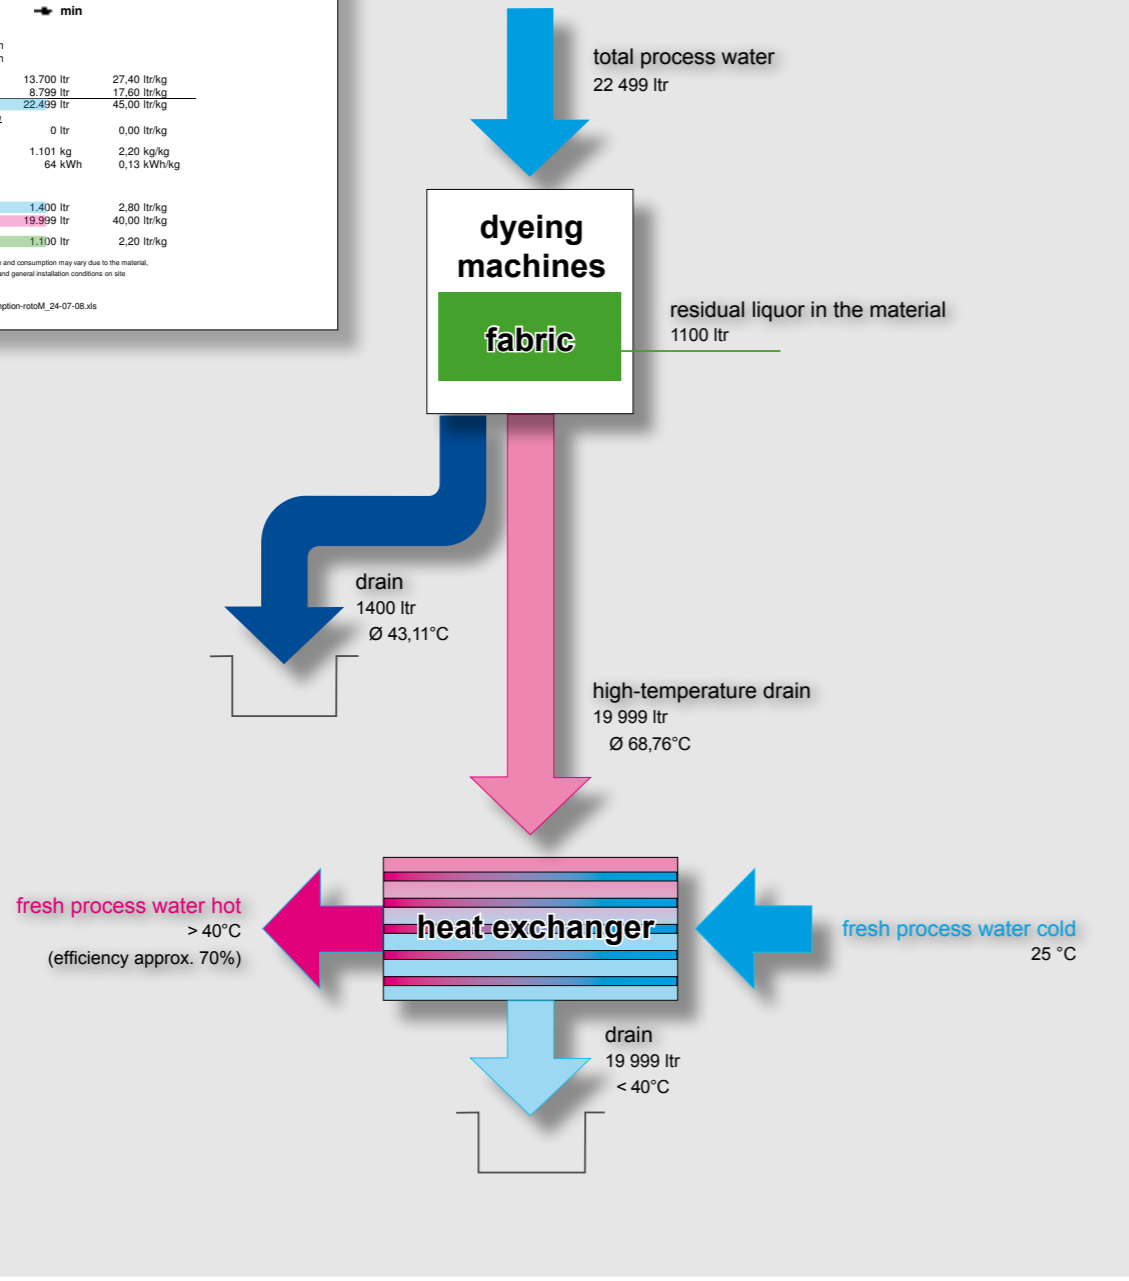 min
13.700 ltr 27,40 ltr/kg
8.799 ltr 17,60 ltr/kg
22.499 ltr 45,00 ltr/kg
0 ltr 0,00 ltr/kg
1.101 kg 2,20 kg/kg
64 kWh 0,13 kWh/kg
1.400 ltr 2,80 ltr/kg
19.999 ltr 40,00 ltr/kg
1.100 ltr 2,20 ltr/kg
and consumption may vary due to the material,
and general installation conditions on site
ption-rotoM_24-07-08.xls
total process water
22 499 ltr
dyeing
machines
fabric
residual liquor in the material
1100 ltr
drain
1400 ltr
Ø 43,11°C
high-temperature drain
19 999 ltr
Ø 68,76°C
fresh process water hot
> 40°C
(efficiency approx. 70%)
heat exchanger
fresh process water cold
25 °C
drain
19 999 ltr
< 40°C